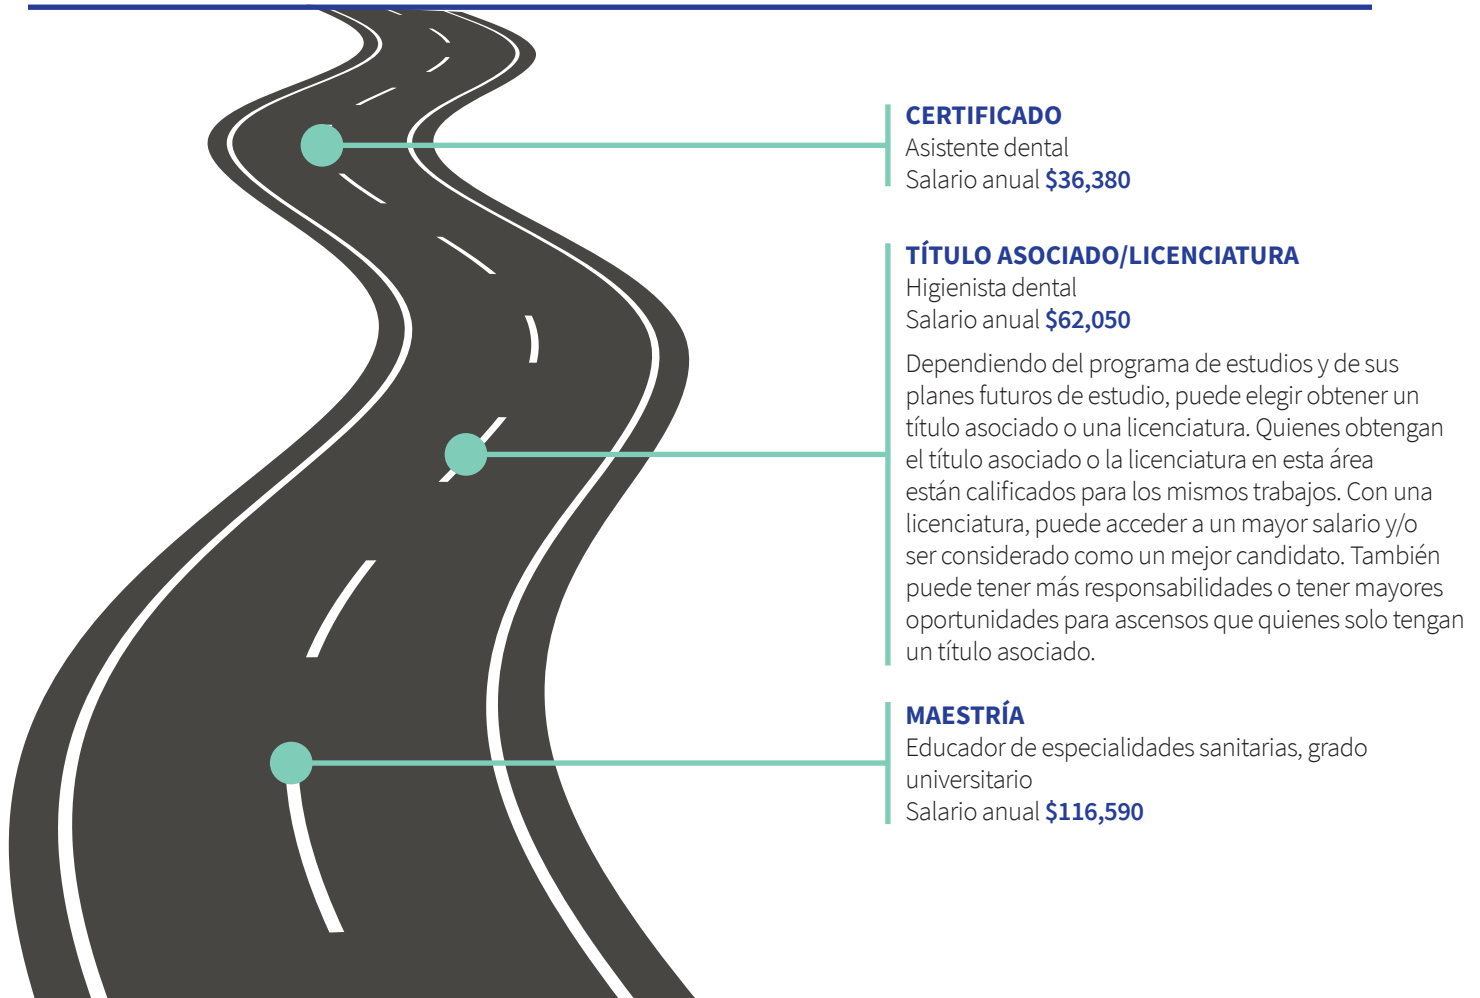 CERTIFICADO
Asistente dental
Salario anual $36,380
TÍTULO ASOCIADO/LICENCIATURA
Higienista dental
Salario anual $62,050
Dependiendo del programa de estudios y de sus
planes futuros de estudio, puede elegir obtener un
título asociado o una licenciatura. Quienes obtengan
el título asociado o la licenciatura en esta área
están calificados para los mismos trabajos. Con una
licenciatura, puede acceder a un mayor salario y/o
ser considerado como un mejor candidato. También
puede tener más responsabilidades o tener mayores
oportunidades para ascensos que quienes solo tengan
un título asociado.
MAESTRÍA
Educador de especialidades sanitarias, grado
universitario
Salario anual $116,590